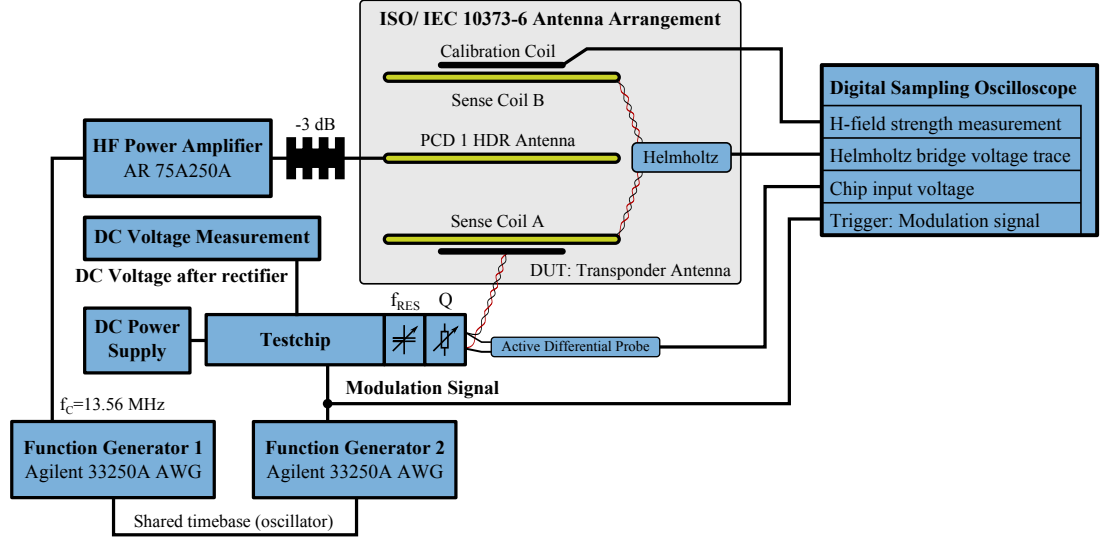 ISO/ IEC 10373-6 Antenna Arrangement
Calibration Coil
Sense Coil B
-3 dB
HF Power Amplifier
AR 75A250A
PCD 1 HDR Antenna
Helmholtz
Sense Coil A
DUT: Transponder Antenna
Digital Sampling Oscilloscope
H-field strength measurement
Helmholtz bridge voltage trace
Chip input voltage
Trigger: Modulation signal
DC Voltage Measurement
DC Voltage after rectifier
DC Power
Supply
Testchip
fRES
Q
Active Differential Probe
Modulation Signal
fC=13.56 MHz
Function Generator 1
Agilent 33250A AWG
Function Generator 2
Agilent 33250A AWG
Shared timebase (oscillator)